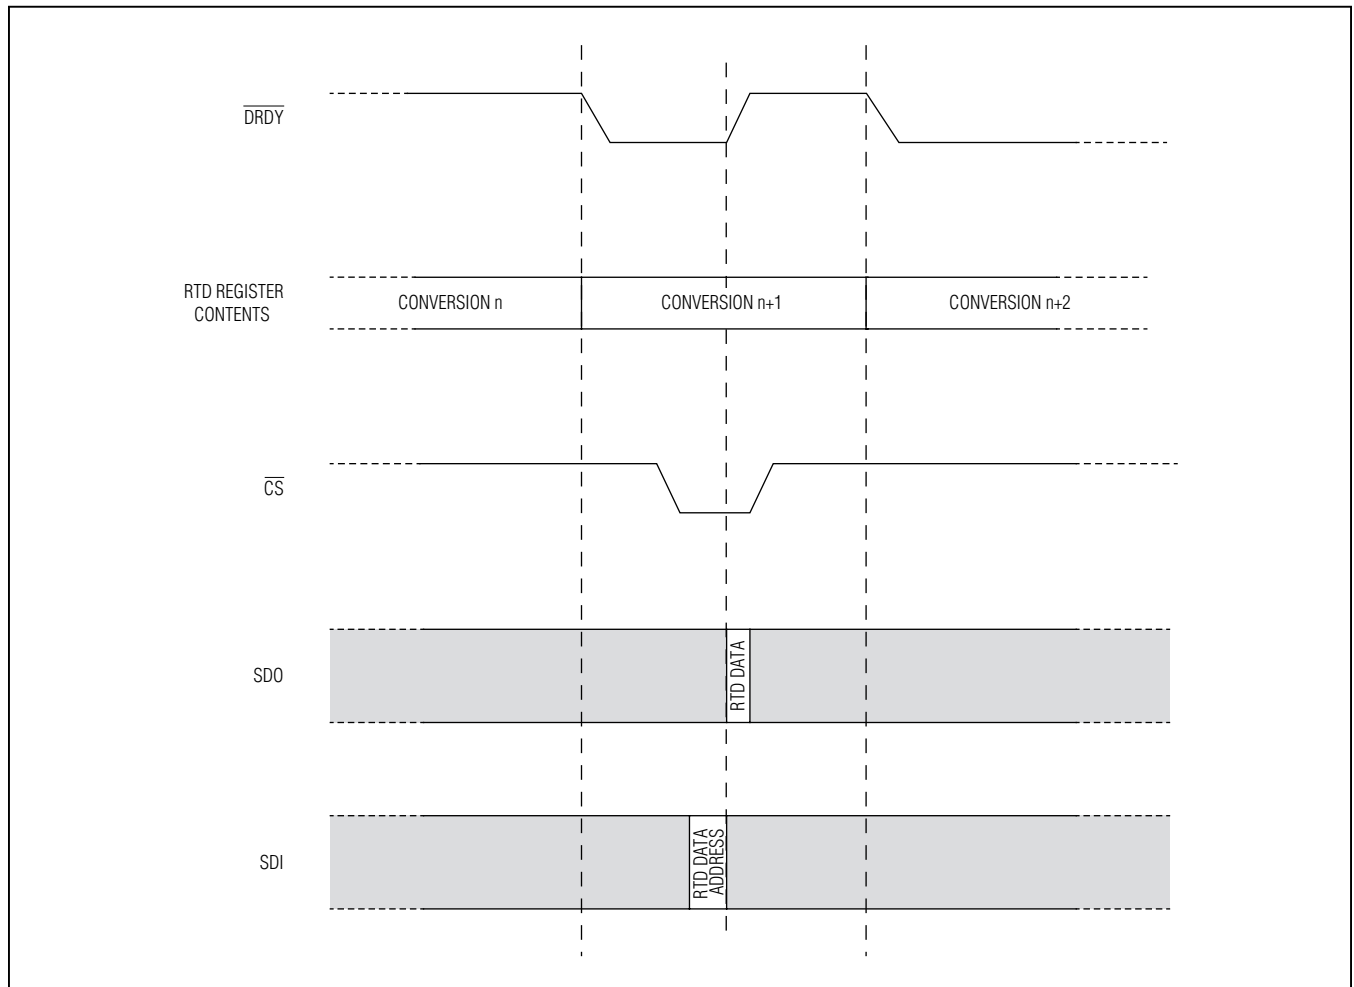 DRDY
RTD REGISTER
CONTENTS
CONVERSION n
CONVERSION n+1
CONVERSION n+2
CS
SDO
RTD DATA
SDI
RTD DATA
ADDRESS